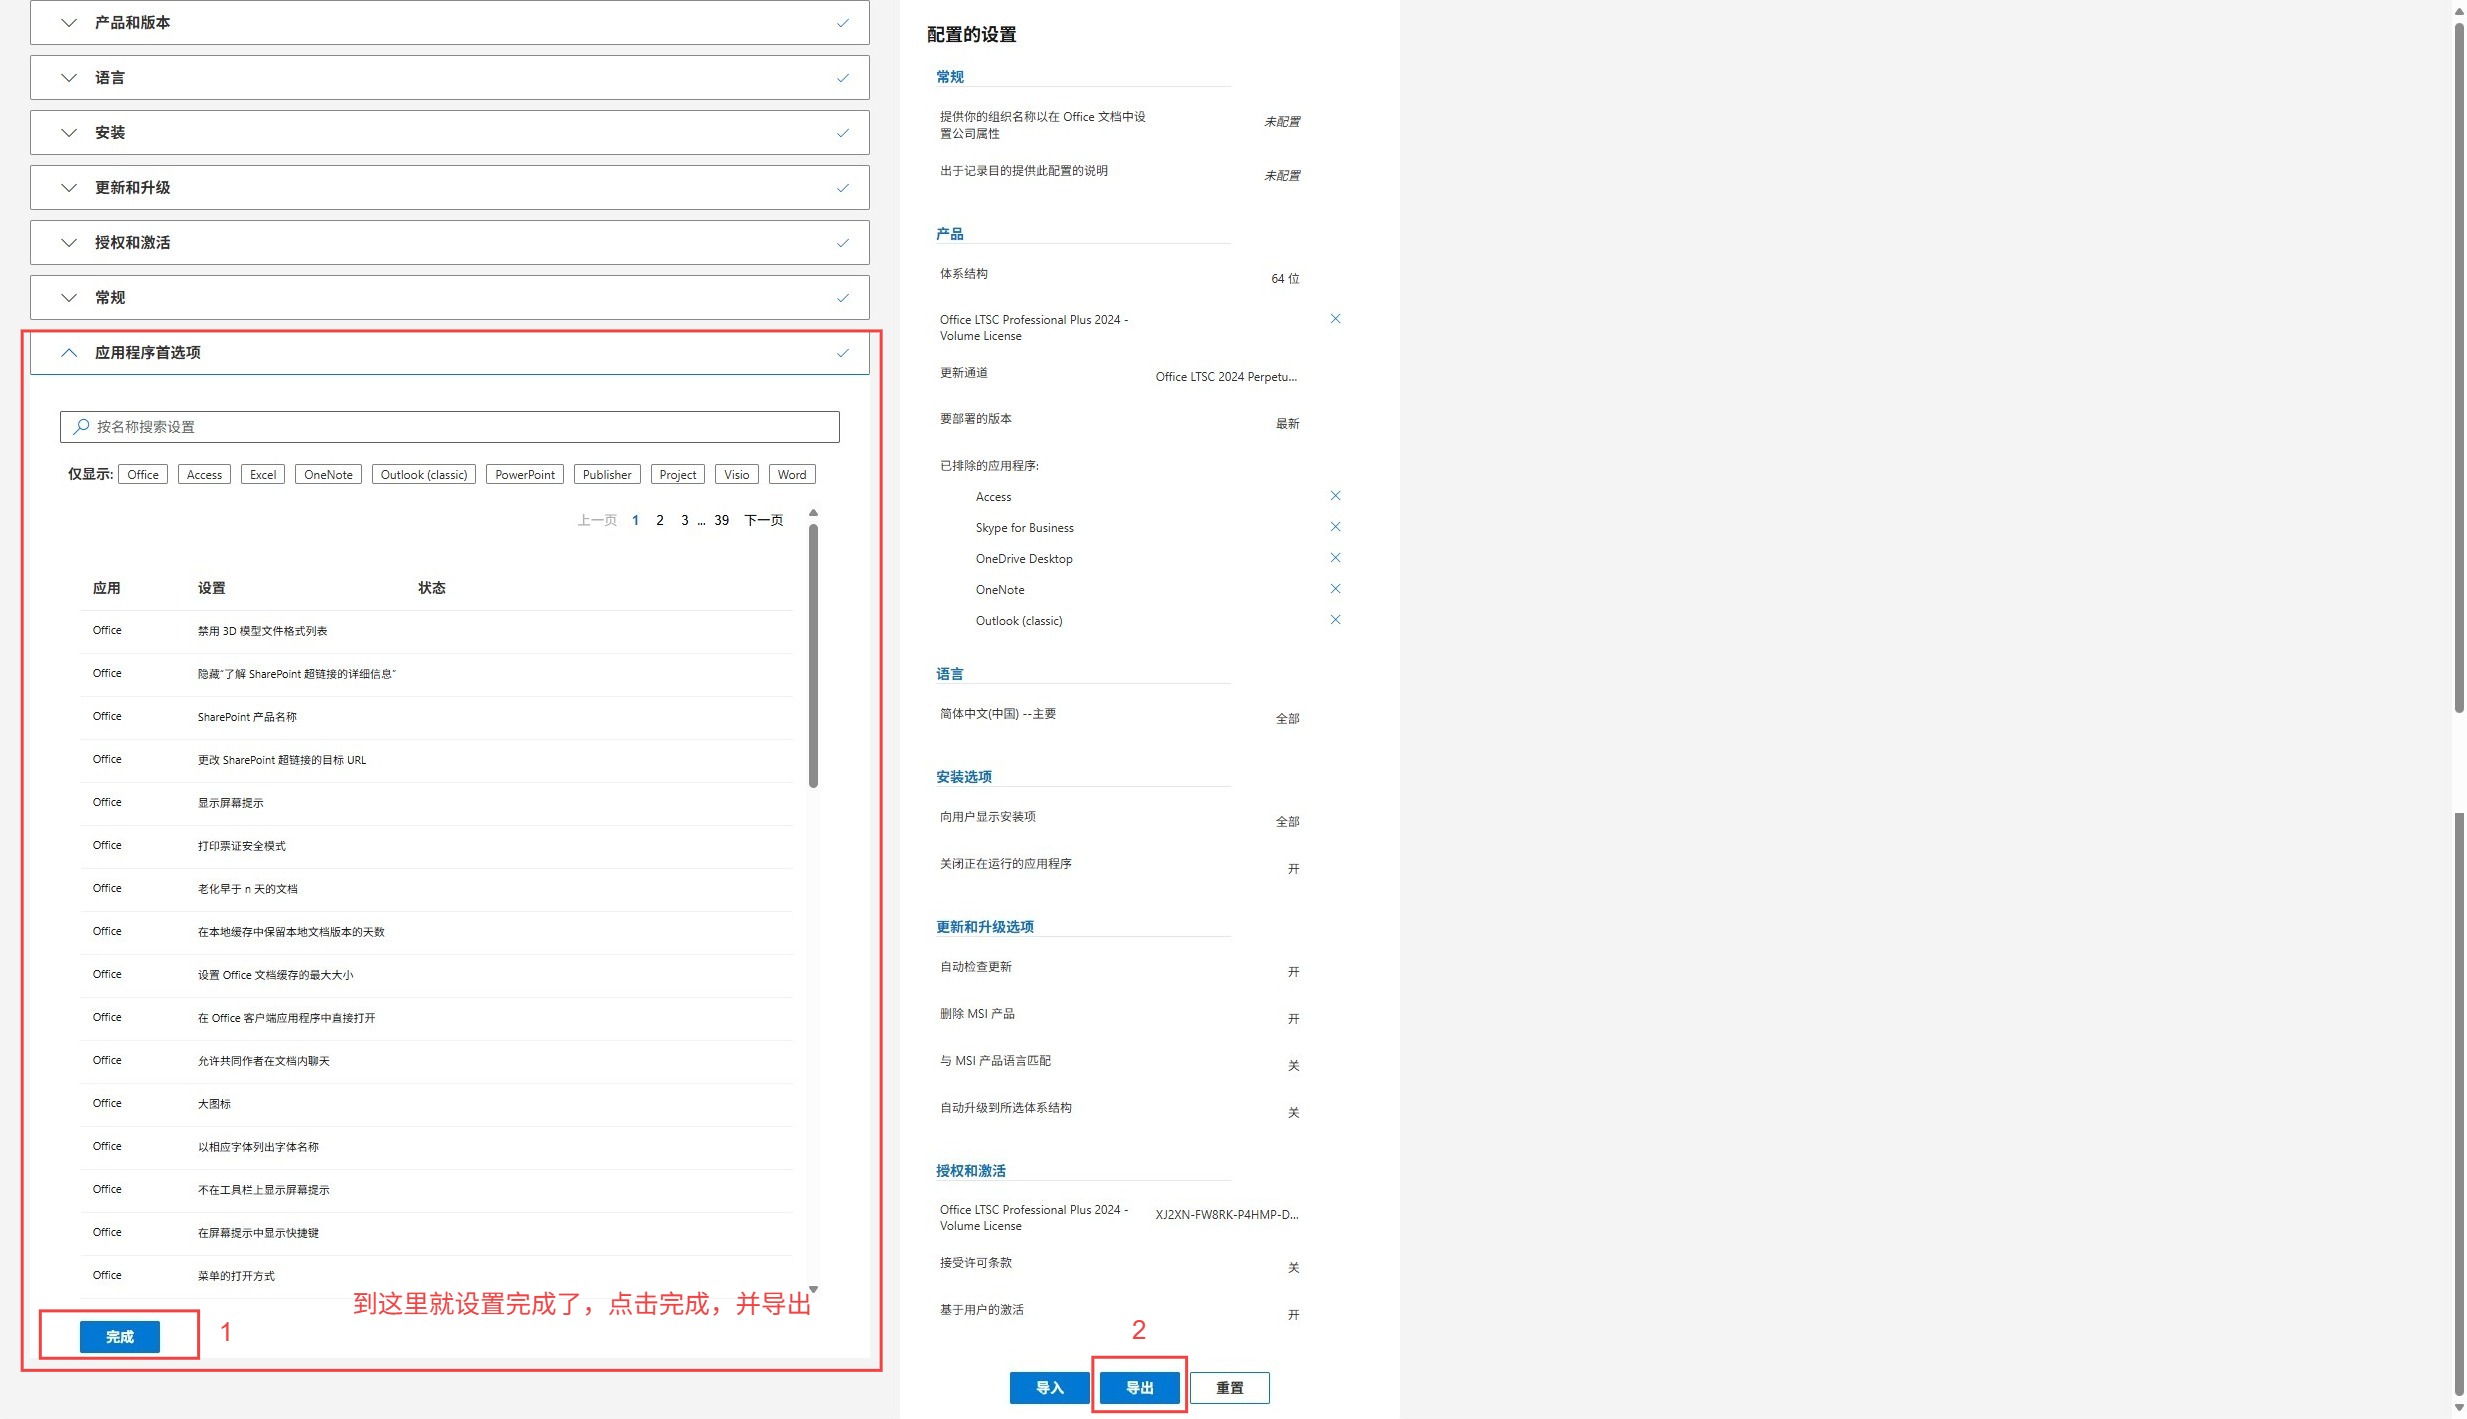 产品和版本
语言
安装
更新和升级
授权和激活
常规
应用程序首选项
按名称搜索设置
仅显示: Office Access Excel OneNote Outlook (classic) PowerPoint Publisher Project Visio Word
上一页 1 2 3 ... 39 下一页
应用 设置 状态
Office 禁用 3D 模型文件格式列表
Office 隐藏"了解 SharePoint 超链接的详细信息"
Office SharePoint 产品名称
Office 更改 SharePoint 超链接的目标 URL
Office 显示屏幕提示
Office 打印票证安全模式
Office 老化早于 n 天的文档
Office 在本地缓存中保留本地文档版本的天数
Office 设置 Office 文档缓存的最大大小
Office 在 Office 客户端应用程序中直接打开
Office 允许共同作者在文档内聊天
Office 大图标
Office 以相应字体列出字体名称
Office 不在工具栏上显示屏幕提示
Office 在屏幕提示中显示快捷键
Office 菜单的打开方式
到这里就设置完成了，点击完成，并导出
完成 1
配置的设置
常规
提供你的组织名称以在 Office 文档中设
置公司属性
未配置
出于记录目的提供此配置的说明
未配置
产品
体系结构
64 位
Office LTSC Professional Plus 2024 -
Volume License
更新通道
Office LTSC 2024 Perpetu...
要部署的版本
最新
已排除的应用程序:
Access
Skype for Business
OneDrive Desktop
OneNote
Outlook (classic)
语言
简体中文(中国) --主要
全部
安装选项
向用户显示安装项
全部
关闭正在运行的应用程序
开
更新和升级选项
自动检查更新
开
删除 MSI 产品
开
与 MSI 产品语言匹配
关
自动升级到所选体系结构
关
授权和激活
Office LTSC Professional Plus 2024 -
Volume License
XJ2XN-FW8RK-P4HMP-D...
接受许可条款
关
基于用户的激活
开
2
导入 导出 重置